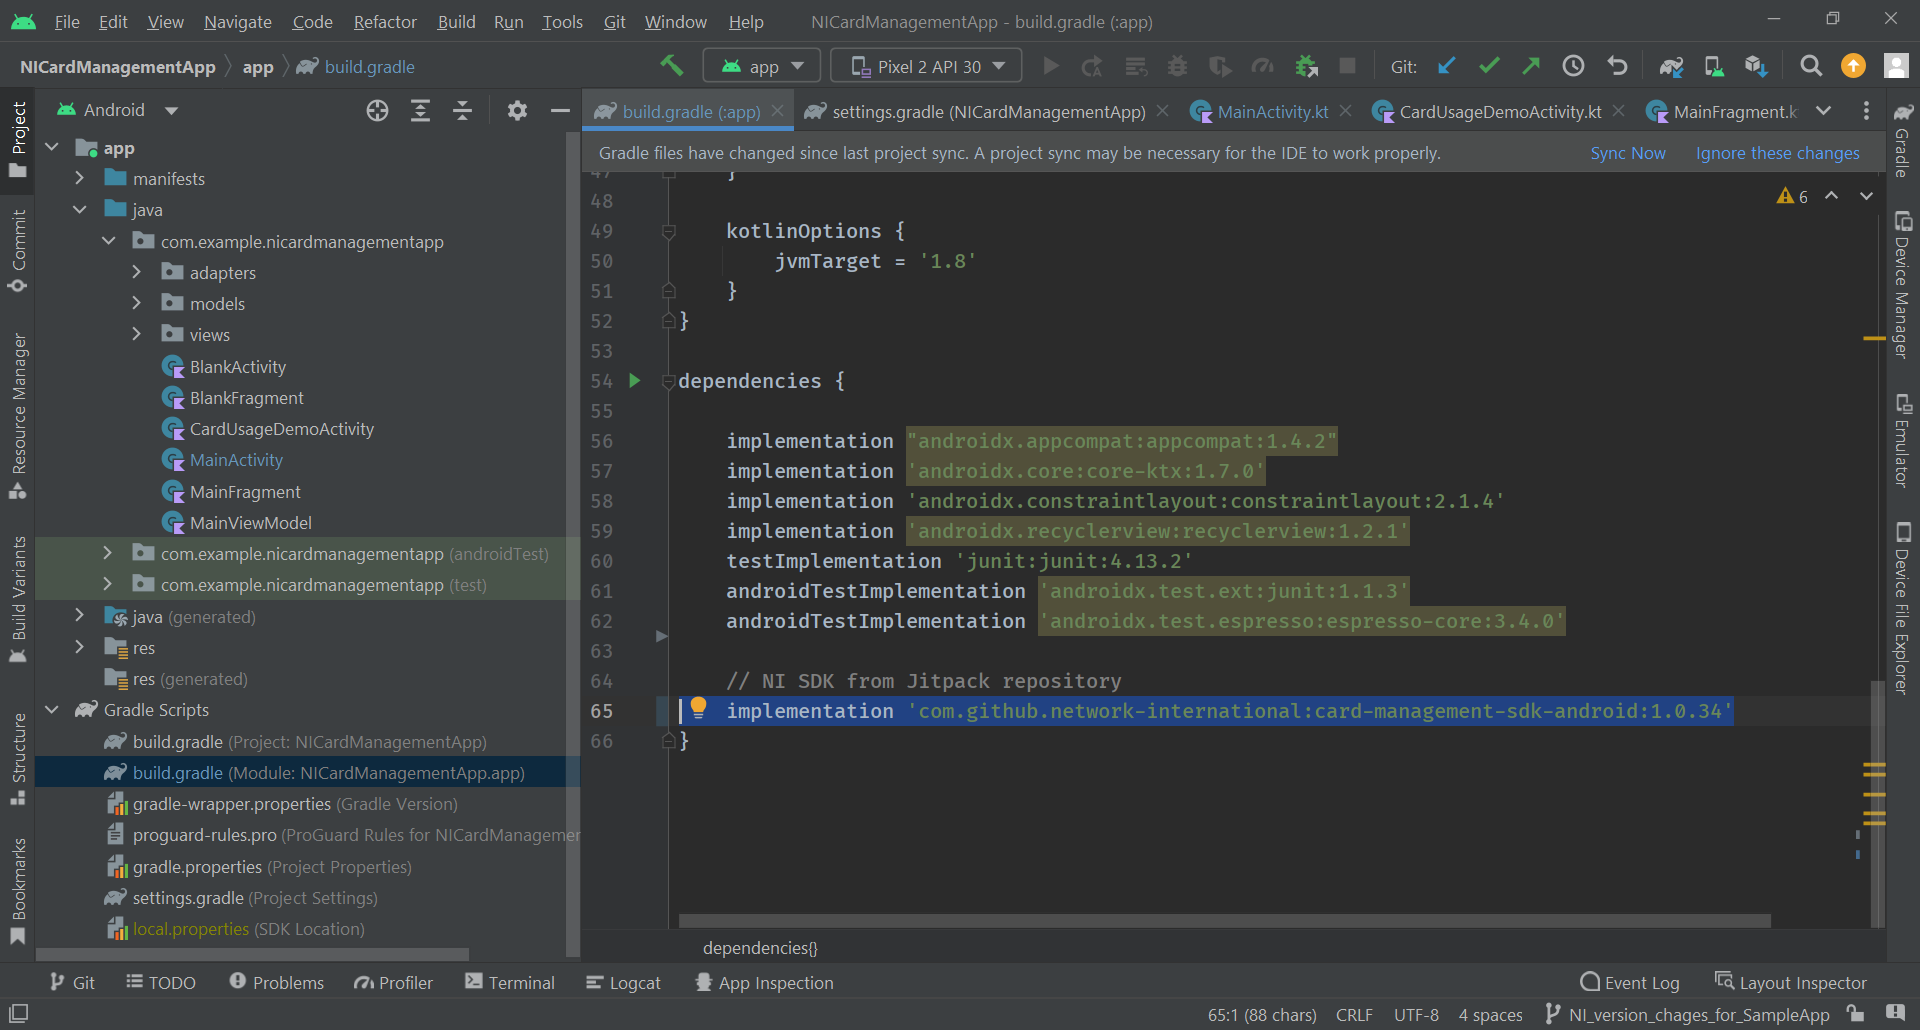 File Edit View Navigate Code Refactor Build Run Tools Git Window Help NICardManagementApp - build.gradle (:app)
NICardManagementApp app build.gradle app Pixel 2 API 30 Git:
Android
build.gradle (:app) settings.gradle (NICardManagementApp) MainActivity.kt CardUsageDemoActivity.kt MainFragment.k
Gradle files have changed since last project sync. A project sync may be necessary for the IDE to work properly. Sync Now Ignore these changes
6
Project
Commit
Resource Manager
Build Variants
Structure
Bookmarks
app
manifests
java
com.example.nicardmanagementapp
adapters
models
views
BlankActivity
BlankFragment
CardUsageDemoActivity
MainActivity
MainFragment
MainViewModel
com.example.nicardmanagementapp (androidTest)
com.example.nicardmanagementapp (test)
java (generated)
res
res (generated)
Gradle Scripts
build.gradle (Project: NICardManagementApp)
build.gradle (Module: NICardManagementApp.app)
gradle-wrapper.properties (Gradle Version)
proguard-rules.pro (ProGuard Rules for NICardManagemer
gradle.properties (Project Properties)
settings.gradle (Project Settings)
local.properties (SDK Location)
47 }
48
49 kotlinOptions {
50 jvmTarget = '1.8'
51 }
52 }
53
54 dependencies {
55
56 implementation "androidx.appcompat:appcompat:1.4.2"
57 implementation 'androidx.core:core-ktx:1.7.0'
58 implementation 'androidx.constraintlayout:constraintlayout:2.1.4'
59 implementation 'androidx.recyclerview:recyclerview:1.2.1'
60 testImplementation 'junit:junit:4.13.2'
61 androidTestImplementation 'androidx.test.ext:junit:1.1.3'
62 androidTestImplementation 'androidx.test.espresso:espresso-core:3.4.0'
63
64 // NI SDK from Jitpack repository
65 implementation 'com.github.network-international:card-management-sdk-android:1.0.34'
66 }
dependencies{}
Gradle
Device Manager
Emulator
Device File Explorer
Git TODO Problems Profiler Terminal Logcat App Inspection Event Log Layout Inspector
65:1 (88 chars) CRLF UTF-8 4 spaces NI_version_chages_for_SampleApp